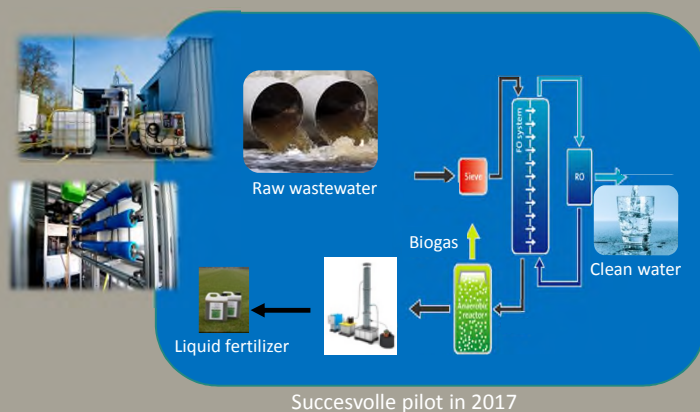 Raw wastewater
Sieve
FO system
RO
Clean water
Biogas
Anaerobic
reactor
Liquid fertilizer
Succesvolle pilot in 2017